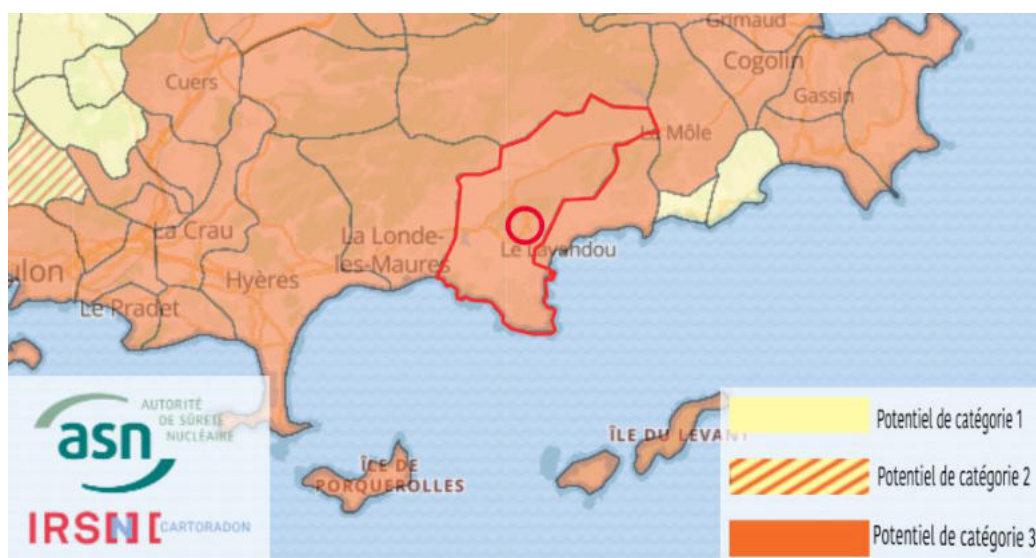 Grimaud
Cogolin
Cuers
Gassin
La Môle
La Crau
La Londe-
les-Maures
Le Lavandou
ulon
Hyères
Le Pradet
AUTORITÉ
DE SÛRETÉ
NUCLÉAIRE
asn
IRSN
CARTORADON
ÎLE DE
PORQUEROLLES
ÎLE DU LEVANT
Potentiel de catégorie 1
Potentiel de catégorie 2
Potentiel de catégorie 3